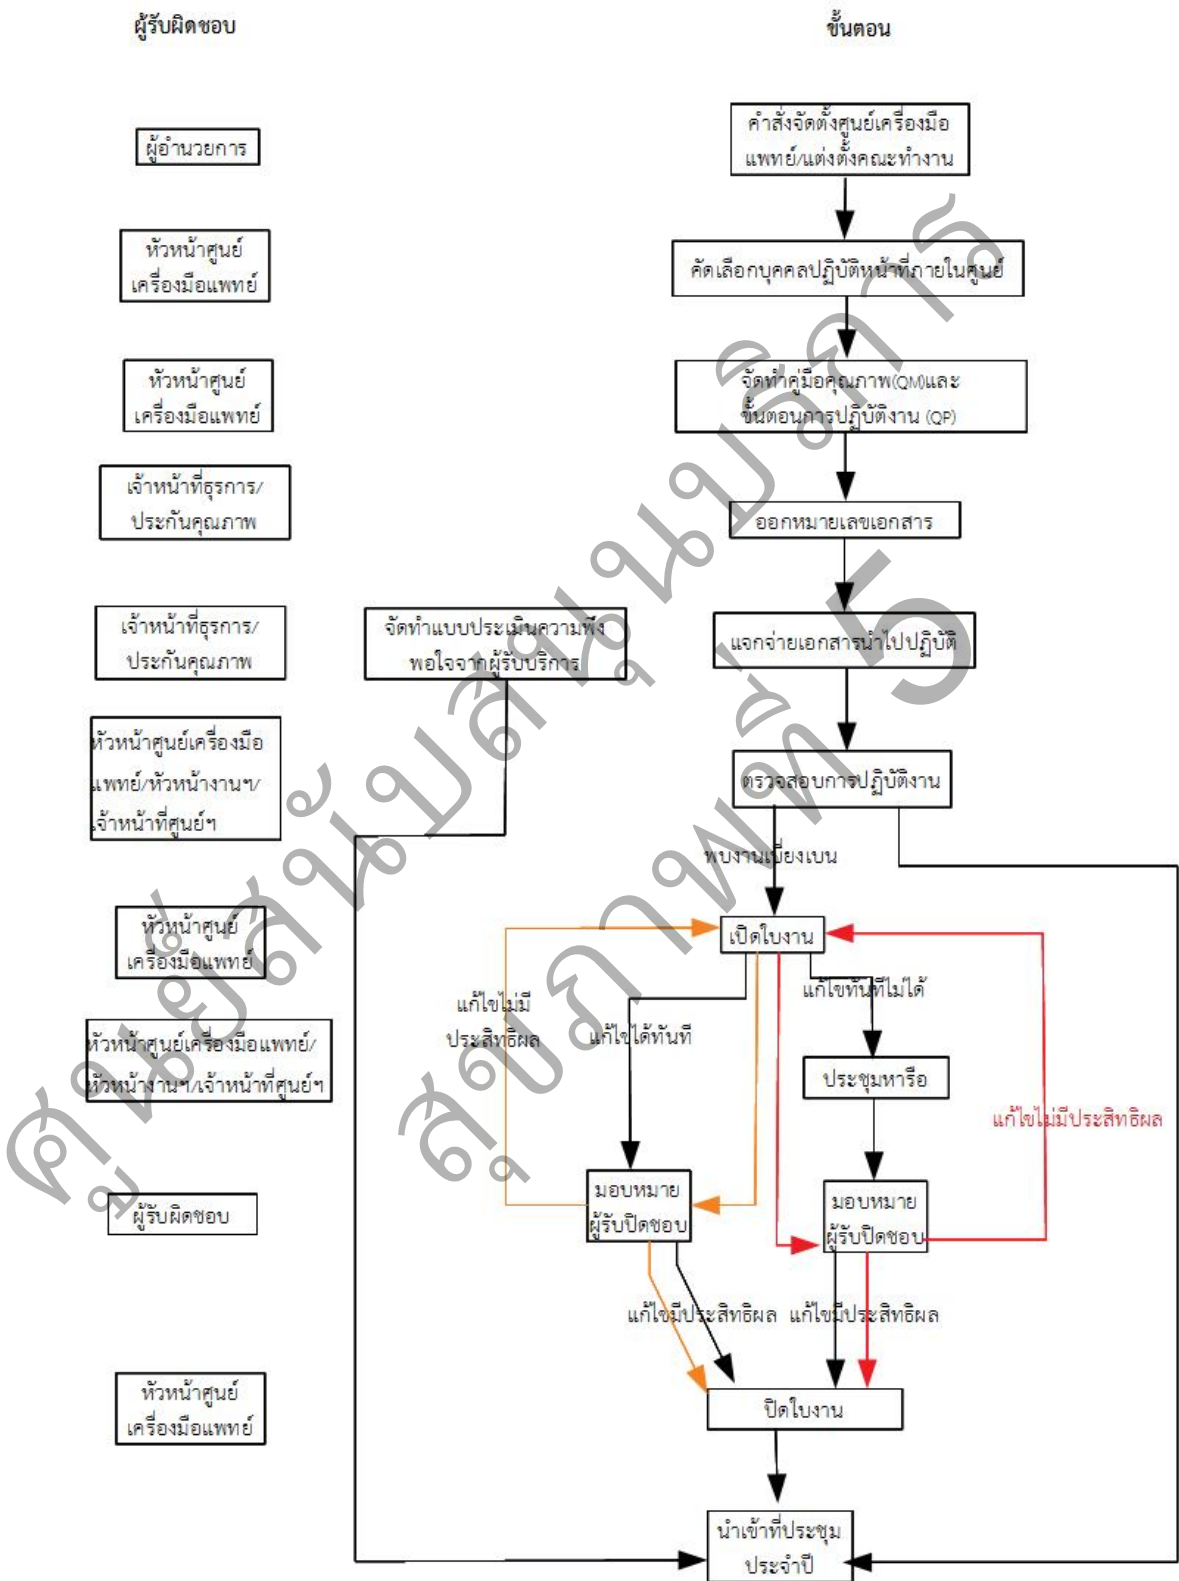 ผู้รับผิดชอบ
ขั้นตอน
ผู้อำนวยการ
คำสั่งจัดตั้งศูนย์เครื่องมือ
แพทย์/แต่งตั้งคณะทำงาน
หัวหน้าศูนย์
เครื่องมือแพทย์
คัดเลือกบุคคลปฏิบัติหน้าที่ภายในศูนย์
หัวหน้าศูนย์
เครื่องมือแพทย์
จัดทำคู่มือคุณภาพ(QM)และ
ขั้นตอนการปฏิบัติงาน (QP)
เจ้าหน้าที่ธุรการ/
ประกันคุณภาพ
ออกหมายเลขเอกสาร
เจ้าหน้าที่ธุรการ/
ประกันคุณภาพ
จัดทำแบบประเมินความพึง
พอใจจากผู้รับบริการ
แจกจ่ายเอกสารนำไปปฏิบัติ
หัวหน้าศูนย์เครื่องมือ
แพทย์/หัวหน้างานฯ/
เจ้าหน้าที่ศูนย์ฯ
ตรวจสอบการปฏิบัติงาน
พบงานเบี่ยงเบน
หัวหน้าศูนย์
เครื่องมือแพทย์
เปิดใบงาน
แก้ไขไม่มี
ประสิทธิผล
แก้ไขได้ทันที
แก้ไขทันทีไม่ได้
หัวหน้าศูนย์เครื่องมือแพทย์/
หัวหน้างานฯ/เจ้าหน้าที่ศูนย์ฯ
ประชุมหารือ
แก้ไขไม่มีประสิทธิผล
ผู้รับผิดชอบ
มอบหมาย
ผู้รับปิดชอบ
มอบหมาย
ผู้รับปิดชอบ
แก้ไขมีประสิทธิผล
แก้ไขมีประสิทธิผล
หัวหน้าศูนย์
เครื่องมือแพทย์
ปิดใบงาน
นำเข้าที่ประชุม
ประจำปี
ศูนย์สนับสนุนบริการ
สุขภาพที่ 5